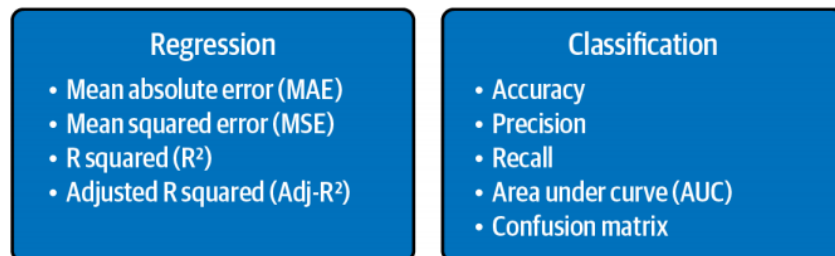 Regression
• Mean absolute error (MAE)
• Mean squared error (MSE)
• R squared (R²)
• Adjusted R squared (Adj-R²)
Classification
• Accuracy
• Precision
• Recall
• Area under curve (AUC)
• Confusion matrix